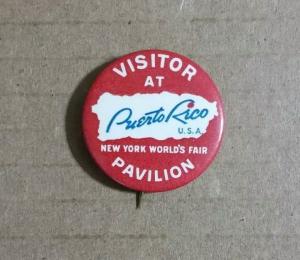 VISITOR
AT
Puerto Rico
U.S.A.
NEW YORK WORLD'S FAIR
PAVILION